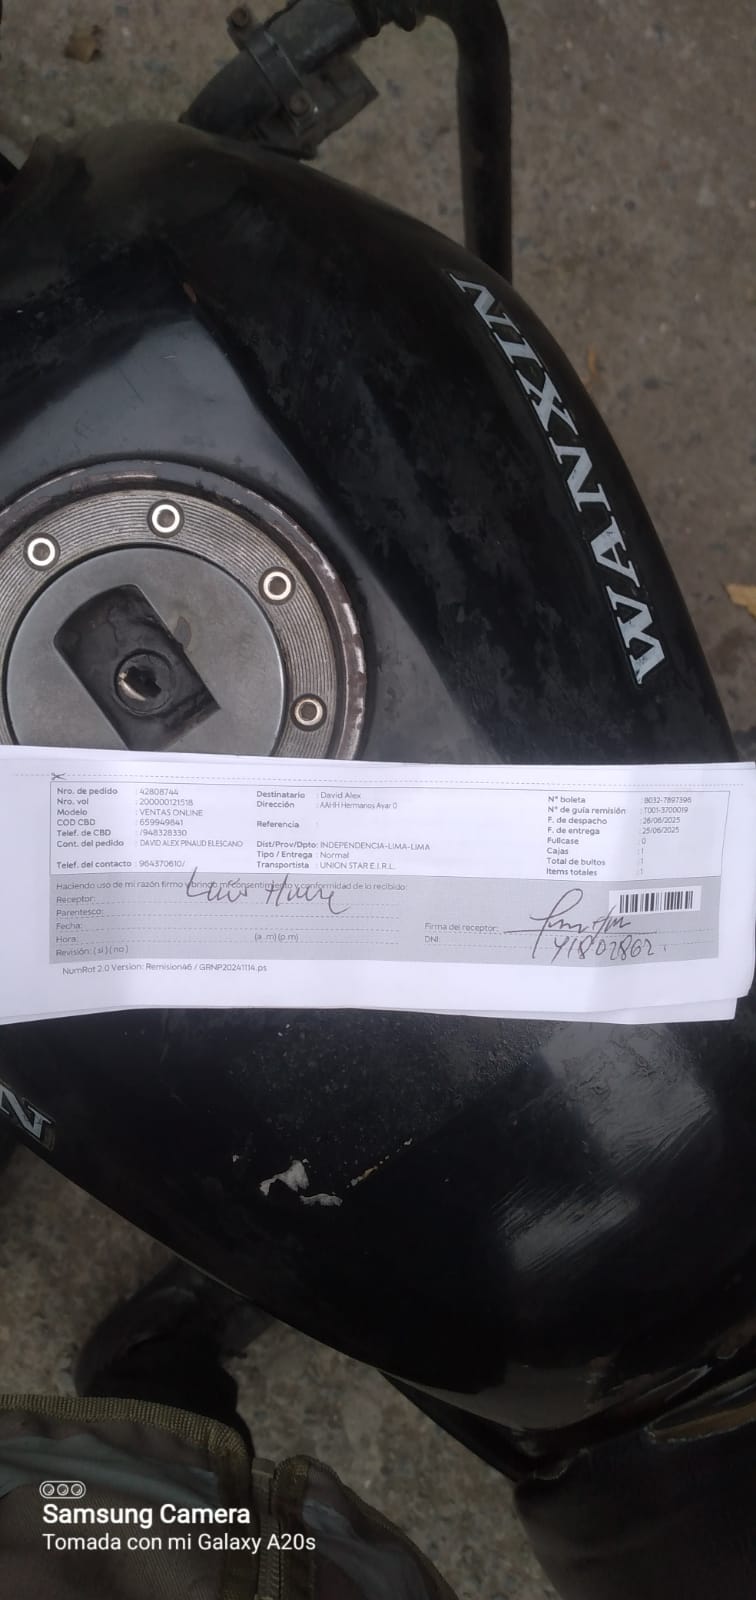 WANXIN
Nro. de pedido : 42808744
Nro. vol : 200000121518
Modelo : VENTAS ONLINE
COD CBD : 659949841
Telef. de CBD : /948328330
Cont. del pedido : DAVID ALEX PINAUD ELESCANO
Telef. del contacto : 964370610/
Destinatario : David Alex
Dirección : AAHH Hermanos Ayar 0
Referencia :
Dist/Prov/Dpto: INDEPENDENCIA-LIMA-LIMA
Tipo / Entrega : Normal
Transportista : UNION STAR E.I.R.L.
N° boleta : B032-7897396
N° de guía remisión : T001-3700019
F. de despacho : 26/06/2025
F. de entrega : 25/06/2025
Fullcase : 0
Cajas : 1
Total de bultos : 1
Items totales : 1
Haciendo uso de mi razón firmo y brindo mi consentimiento y conformidad de lo recibido:
Receptor: Luis
Parentesco:
Fecha:
Hora: (a .m) (p.m)
Revisión: ( si ) ( no )
Firma del receptor:
DNI: 41802862
NumRot 2.0 Version: Remision46 / GRNP20241114.ps
N
Samsung Camera
Tomada con mi Galaxy A20s